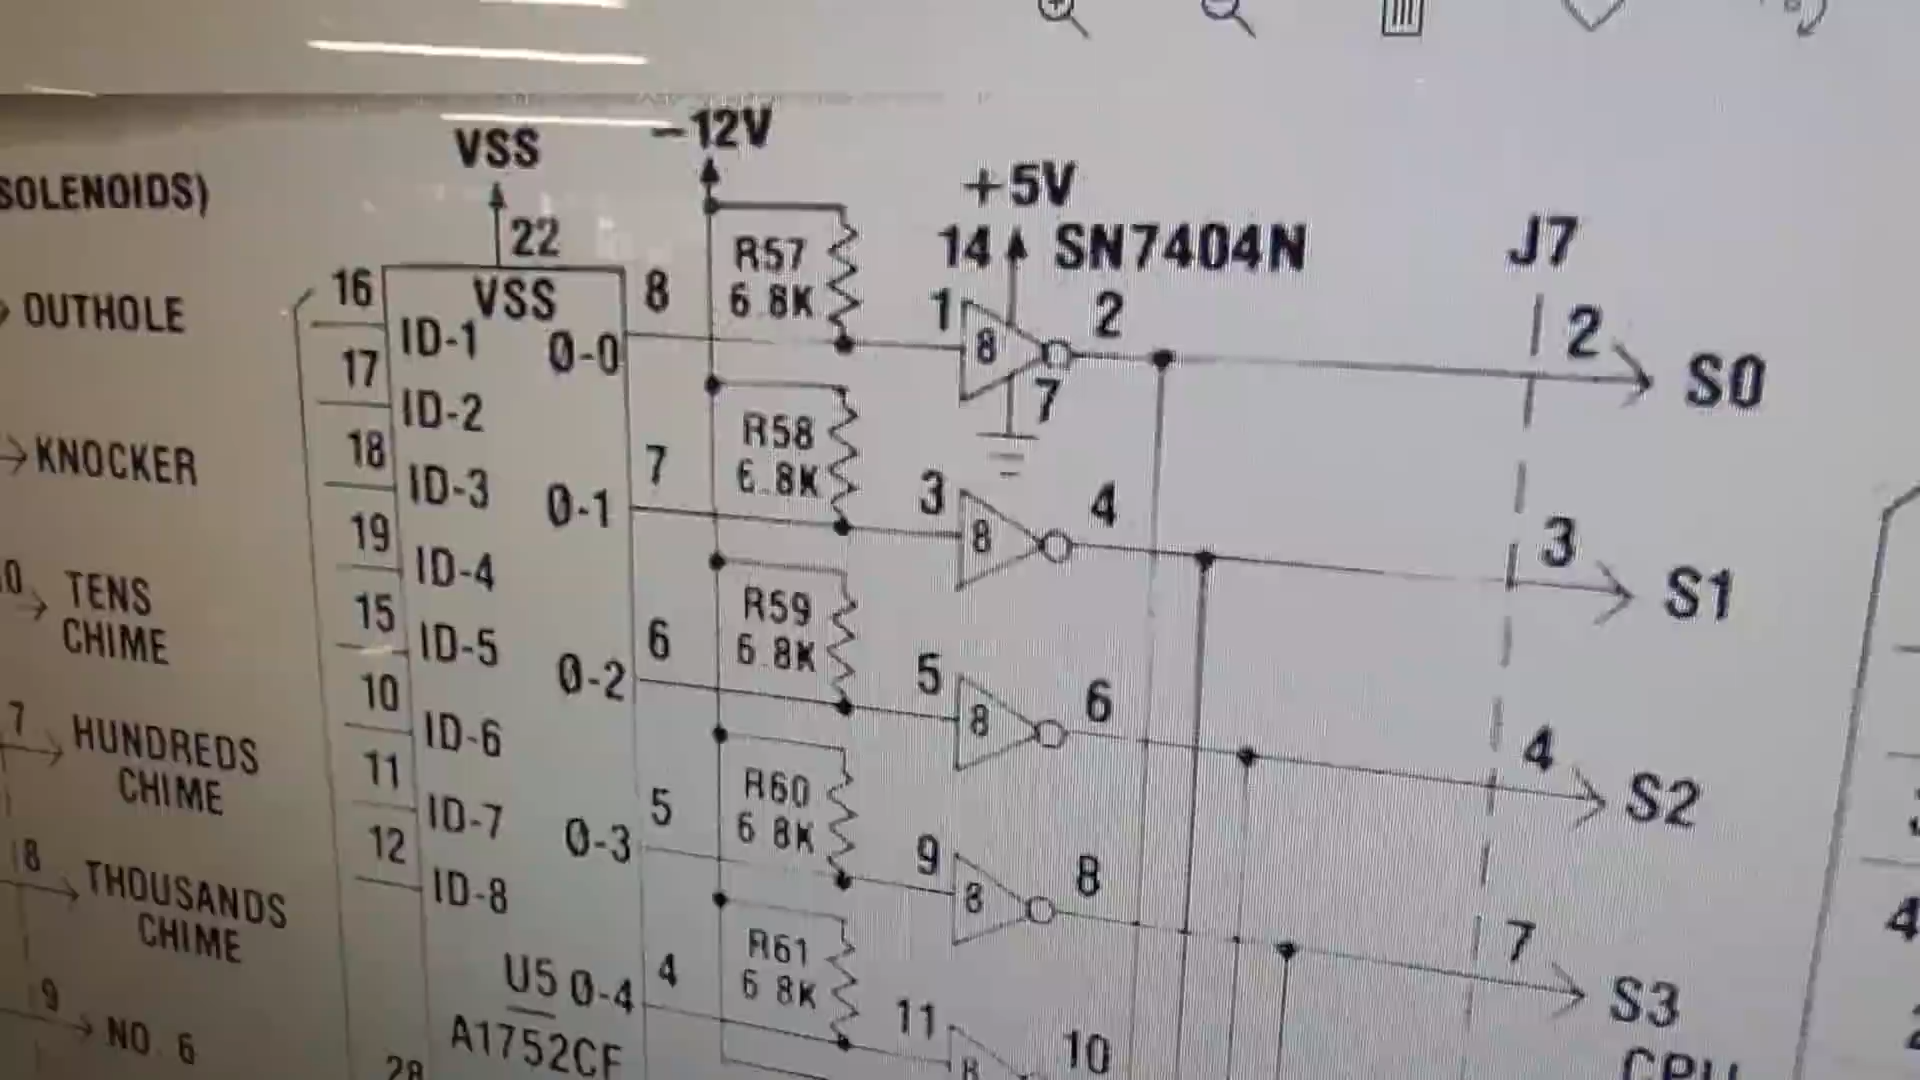 SOLENOIDS)
OUTHOLE
KNOCKER
TENS
CHIME
7
HUNDREDS
CHIME
8
THOUSANDS
CHIME
9
NO. 6
VSS
22
VSS
16
ID-1
17
ID-2
18
ID-3
19
ID-4
15
ID-5
10
ID-6
11
ID-7
12
ID-8
28
U5
A1752CF
0-0
8
0-1
7
0-2
6
0-3
5
0-4
4
-12V
R57
6.8K
R58
6.8K
R59
6.8K
R60
6.8K
R61
6.8K
+5V
14
SN7404N
1
8
2
7
3
8
4
5
8
6
9
8
8
11
8
10
J7
2
S0
3
S1
4
S2
7
S3
CPU
4